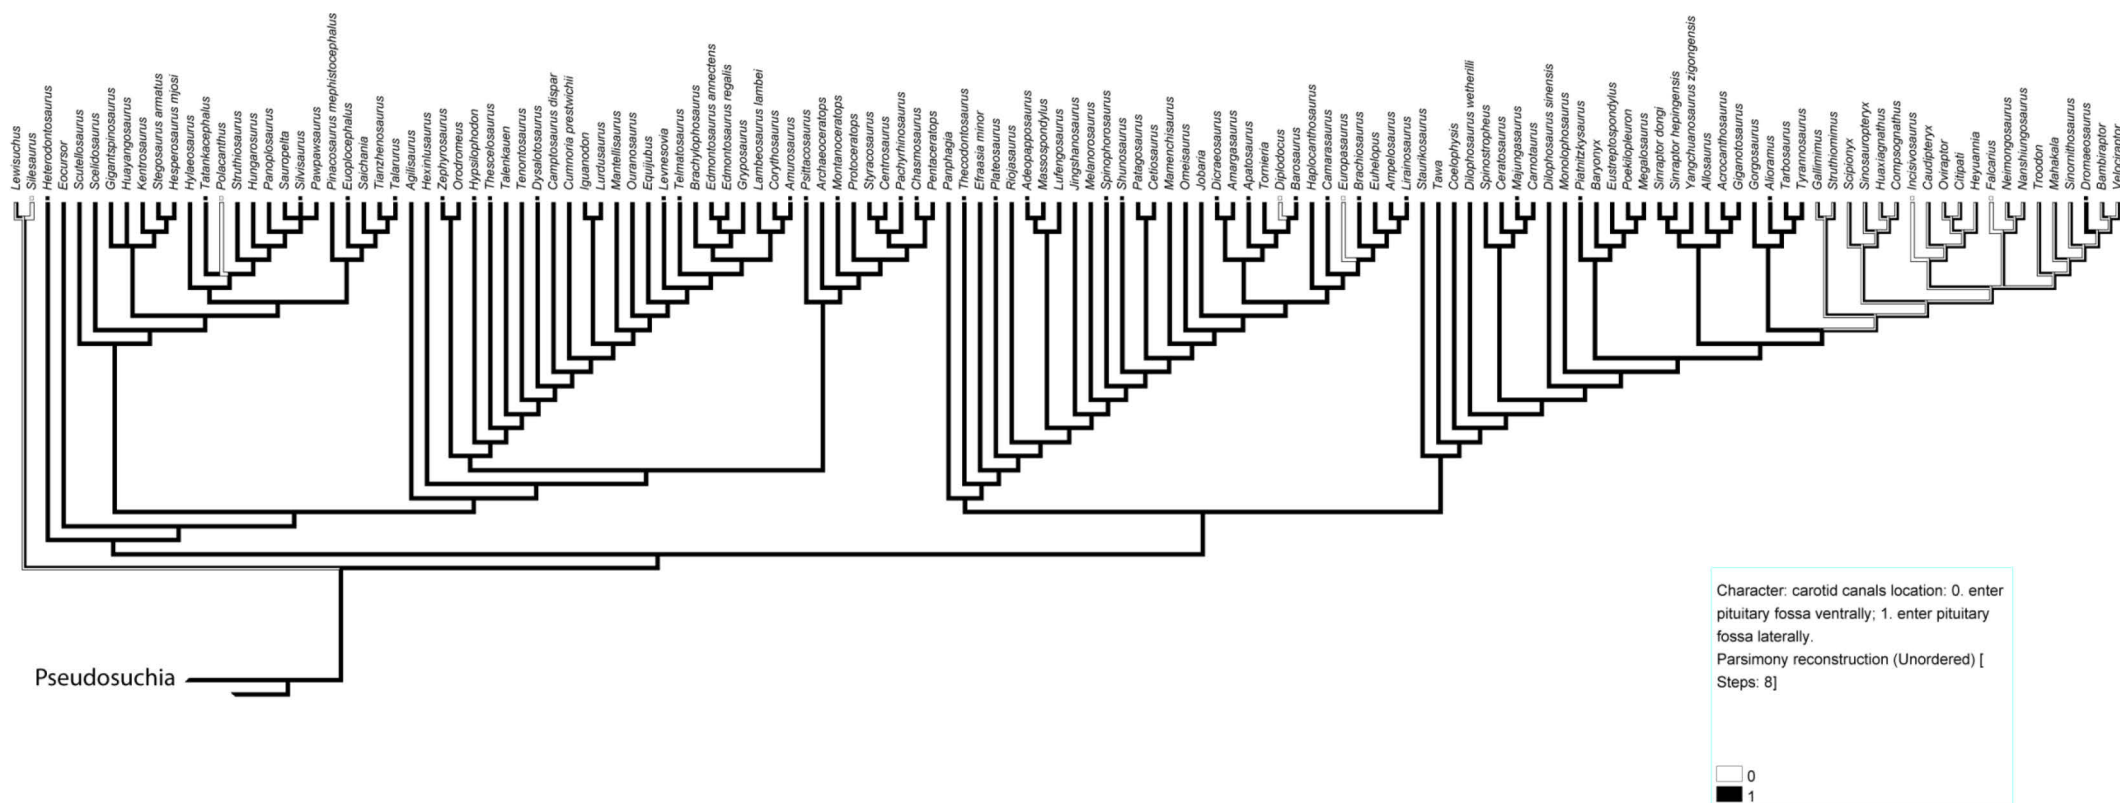 Lewisuchus
Silesaurus
Heterodontosaurus
Eocursor
Scutellosaurus
Scelidosaurus
Gigantspinosaurus
Huayangosaurus
Kentrosaurus
Stegosaurus armatus
Hesperosaurus mjosi
Hylaeosaurus
Tatankacephalus
Polacanthus
Struthiosaurus
Hungarosaurus
Panoplosaurus
Sauropelta
Silvisaurus
Pawpawsaurus
Pinacosaurus mephistocephalus
Euoplocephalus
Saichania
Tianzhenosaurus
Talarurus
Agilisaurus
Hexinlusaurus
Zephyrosaurus
Orodromeus
Hypsilophodon
Thescelosaurus
Talenkauen
Tenontosaurus
Dysalotosaurus
Camptosaurus dispar
Cumnoria prestwichii
Iguanodon
Lurdusaurus
Mantellisaurus
Ouranosaurus
Equijubus
Levnesovia
Telmatosaurus
Brachylophosaurus
Edmontosaurus annectens
Edmontosaurus regalis
Gryposaurus
Lambeosaurus lambei
Corythosaurus
Amurosaurus
Psittacosaurus
Archaeoceratops
Montanoceratops
Protoceratops
Styracosaurus
Centrosaurus
Pachyrhinosaurus
Chasmosaurus
Pentaceratops
Panphagia
Thecodontosaurus
Efraasia minor
Plateosaurus
Riojasaurus
Adeopapposaurus
Massospondylus
Lufengosaurus
Jingshanosaurus
Melanorosaurus
Spinophorosaurus
Shunosaurus
Patagosaurus
Cetiosaurus
Mamenchisaurus
Omeisaurus
Jobaria
Dicraeosaurus
Amargasaurus
Apatosaurus
Tornieria
Diplodocus
Barosaurus
Haplocanthosaurus
Camarasaurus
Europasaurus
Brachiosaurus
Euhelopus
Ampelosaurus
Lirainosaurus
Staurikosaurus
Tawa
Coelophysis
Dilophosaurus wetherilli
Spinostropheus
Ceratosaurus
Majungasaurus
Carnotaurus
Dilophosaurus sinensis
Monolophosaurus
Piatnitzkysaurus
Baryonyx
Eustreptospondylus
Poekilopleuron
Megalosaurus
Sinraptor dongi
Sinraptor hepingensis
Yangchuanosaurus zigongensis
Allosaurus
Acrocanthosaurus
Giganotosaurus
Gorgosaurus
Alioramus
Tarbosaurus
Tyrannosaurus
Gallimimus
Struthiomimus
Scipionyx
Sinosauropteryx
Huaxiagnathus
Compsognathus
Incisivosaurus
Caudipteryx
Oviraptor
Citipati
Heyuannia
Falcarius
Neimongosaurus
Nanshiungosaurus
Troodon
Mahakala
Sinornithosaurus
Dromaeosaurus
Bambiraptor
Velociraptor
Pseudosuchia
Character: carotid canals location: 0. enter
pituitary fossa ventrally; 1. enter pituitary
fossa laterally.
Parsimony reconstruction (Unordered) [
Steps: 8]
0
1